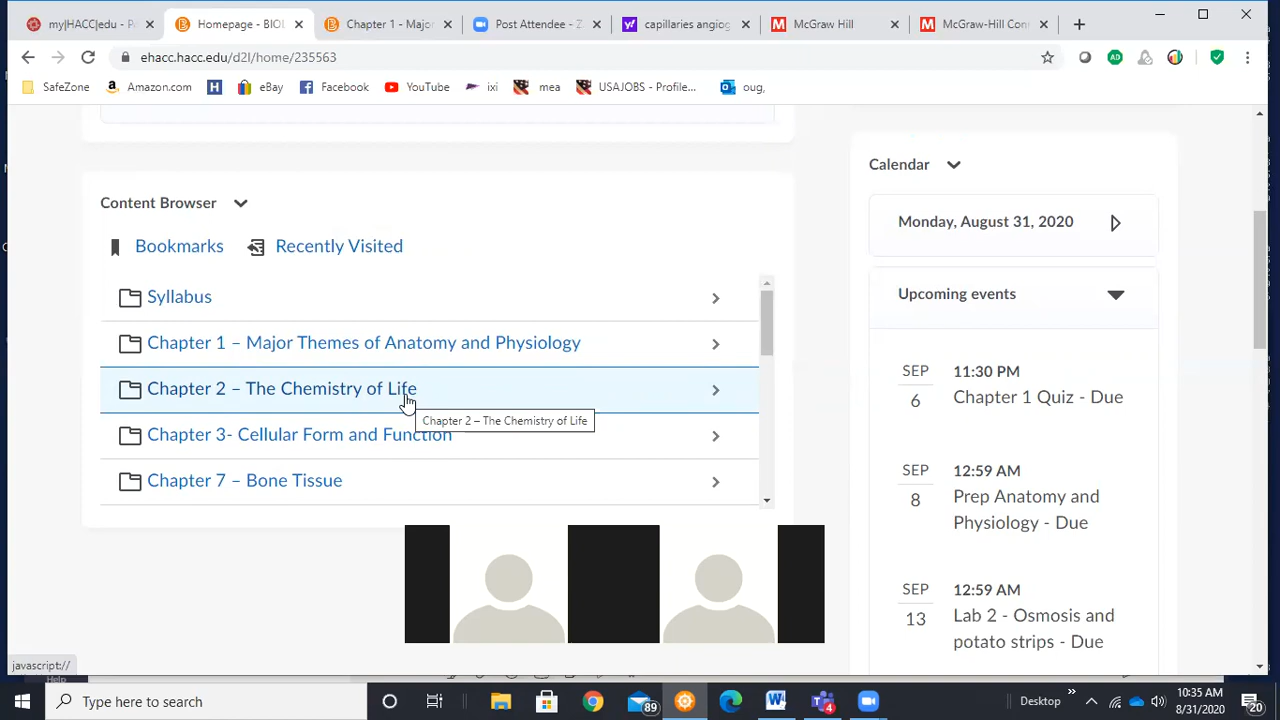 myHACC|edu - P
Homepage - BIOL
Chapter 1 - Major
Post Attendee - Z
capillaries angiog
McGraw Hill
McGraw-Hill Con
ehacc.hacc.edu/d2l/home/235563
SafeZone
Amazon.com
H
eBay
Facebook
YouTube
ixi
mea
USAJOBS - Profile...
oug,
Content Browser
Bookmarks
Recently Visited
Syllabus
Chapter 1 – Major Themes of Anatomy and Physiology
Chapter 2 – The Chemistry of Life
Chapter 2 – The Chemistry of Life
Chapter 3- Cellular Form and Function
Chapter 7 – Bone Tissue
Calendar
Monday, August 31, 2020
Upcoming events
SEP
6
11:30 PM
Chapter 1 Quiz - Due
SEP
8
12:59 AM
Prep Anatomy and
Physiology - Due
SEP
13
12:59 AM
Lab 2 - Osmosis and
potato strips - Due
javascript://
Help
Type here to search
89
4
Desktop
10:35 AM
8/31/2020
20